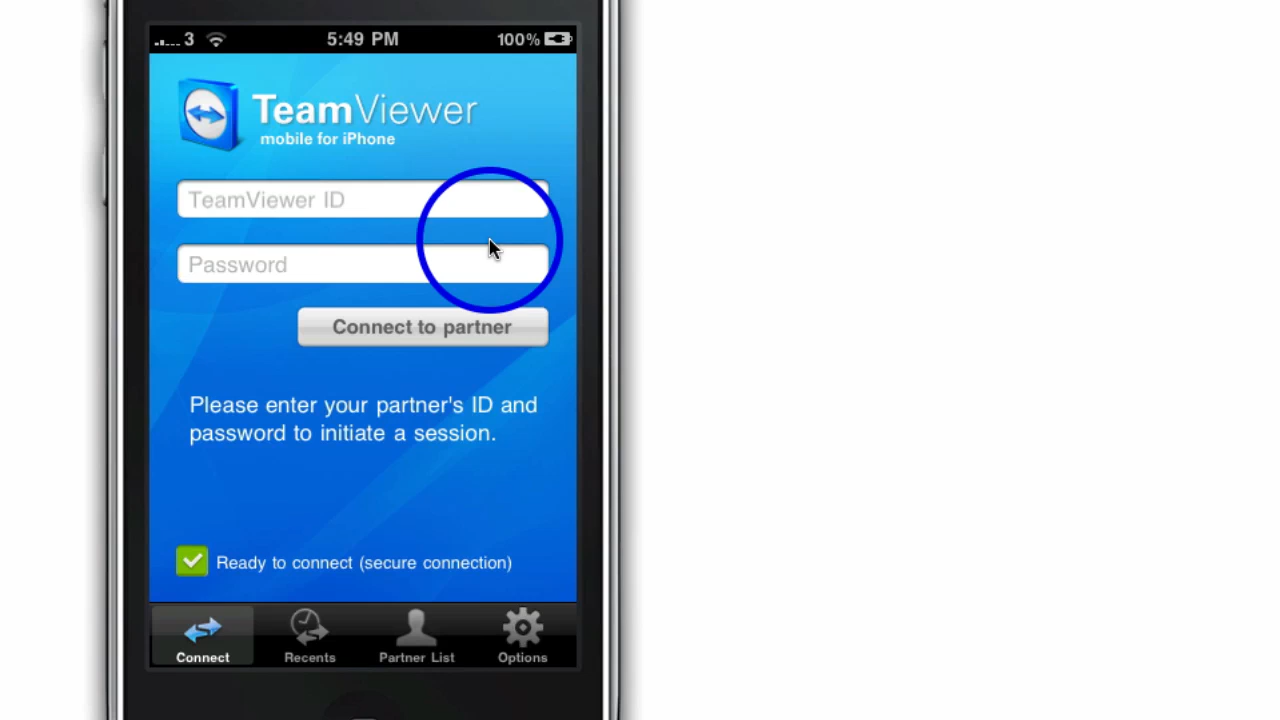 3 5:49 PM 100%
TeamViewer
mobile for iPhone
TeamViewer ID
Password
Connect to partner
Please enter your partner's ID and
password to initiate a session.
Ready to connect (secure connection)
Connect Recents Partner List Options